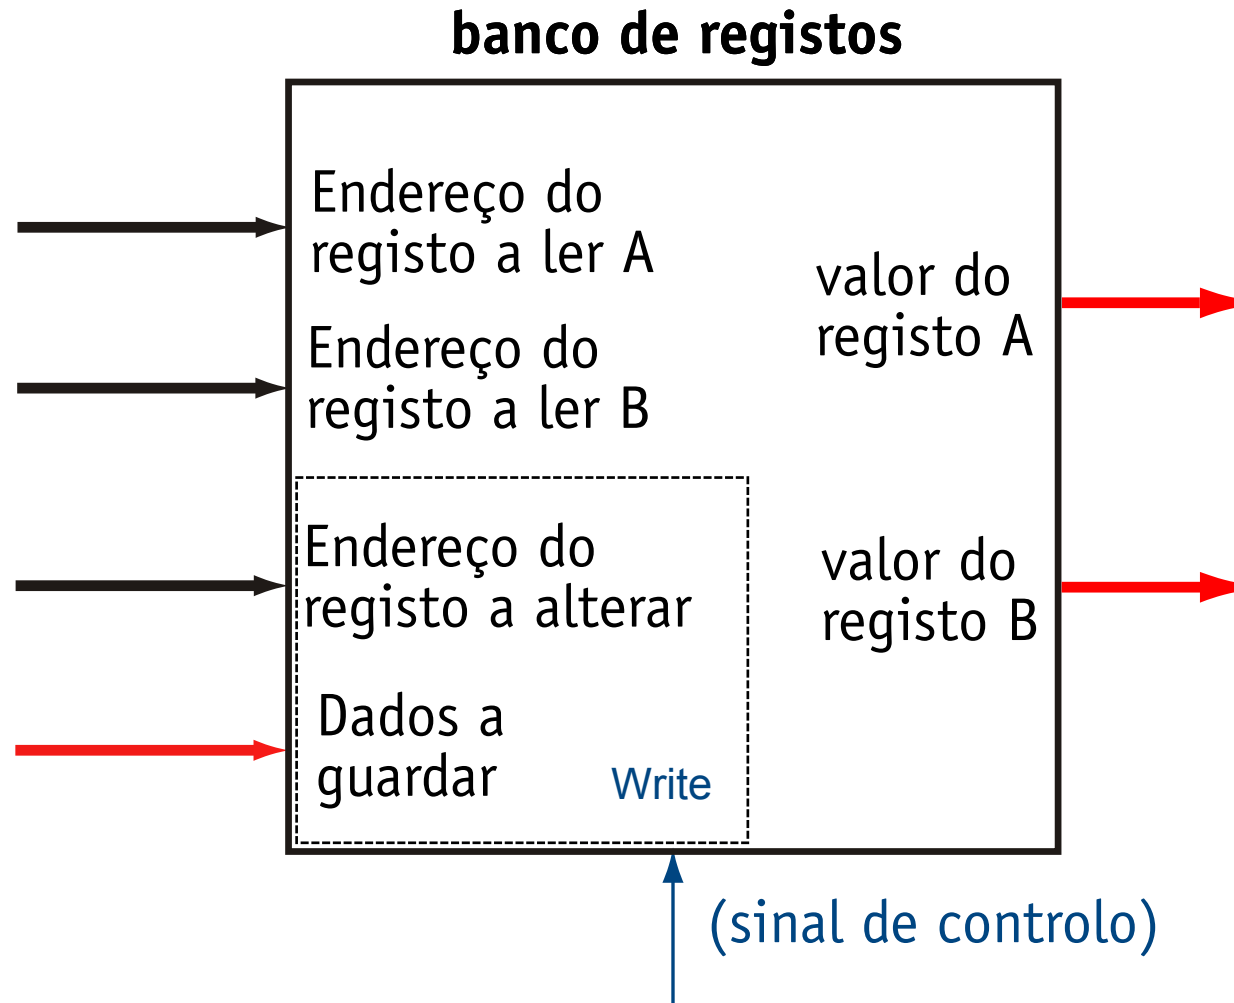 banco de registos
Endereço do
registo a ler A
Endereço do
registo a ler B
Endereço do
registo a alterar
Dados a
guardar
Write
valor do
registo A
valor do
registo B
(sinal de controlo)